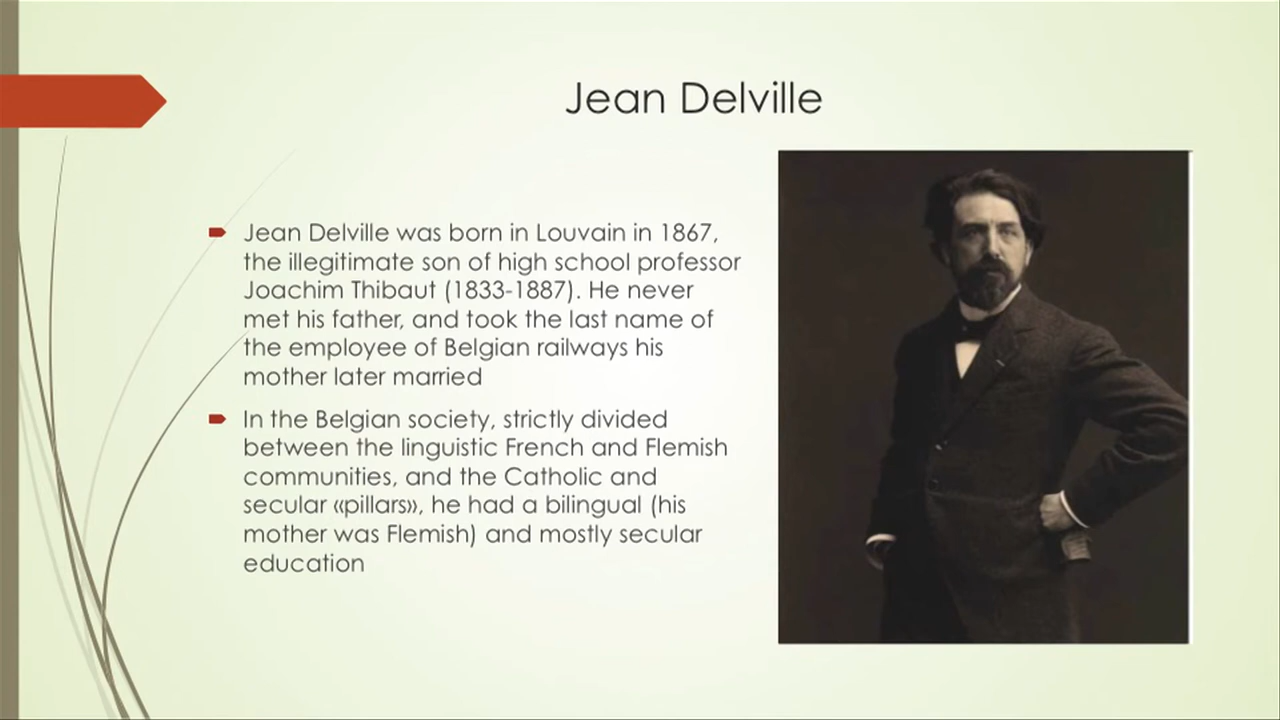 Jean Delville
Jean Delville was born in Louvain in 1867,
the illegitimate son of high school professor
Joachim Thibaut (1833-1887). He never
met his father, and took the last name of
the employee of Belgian railways his
mother later married
In the Belgian society, strictly divided
between the linguistic French and Flemish
communities, and the Catholic and
secular «pillars», he had a bilingual (his
mother was Flemish) and mostly secular
education